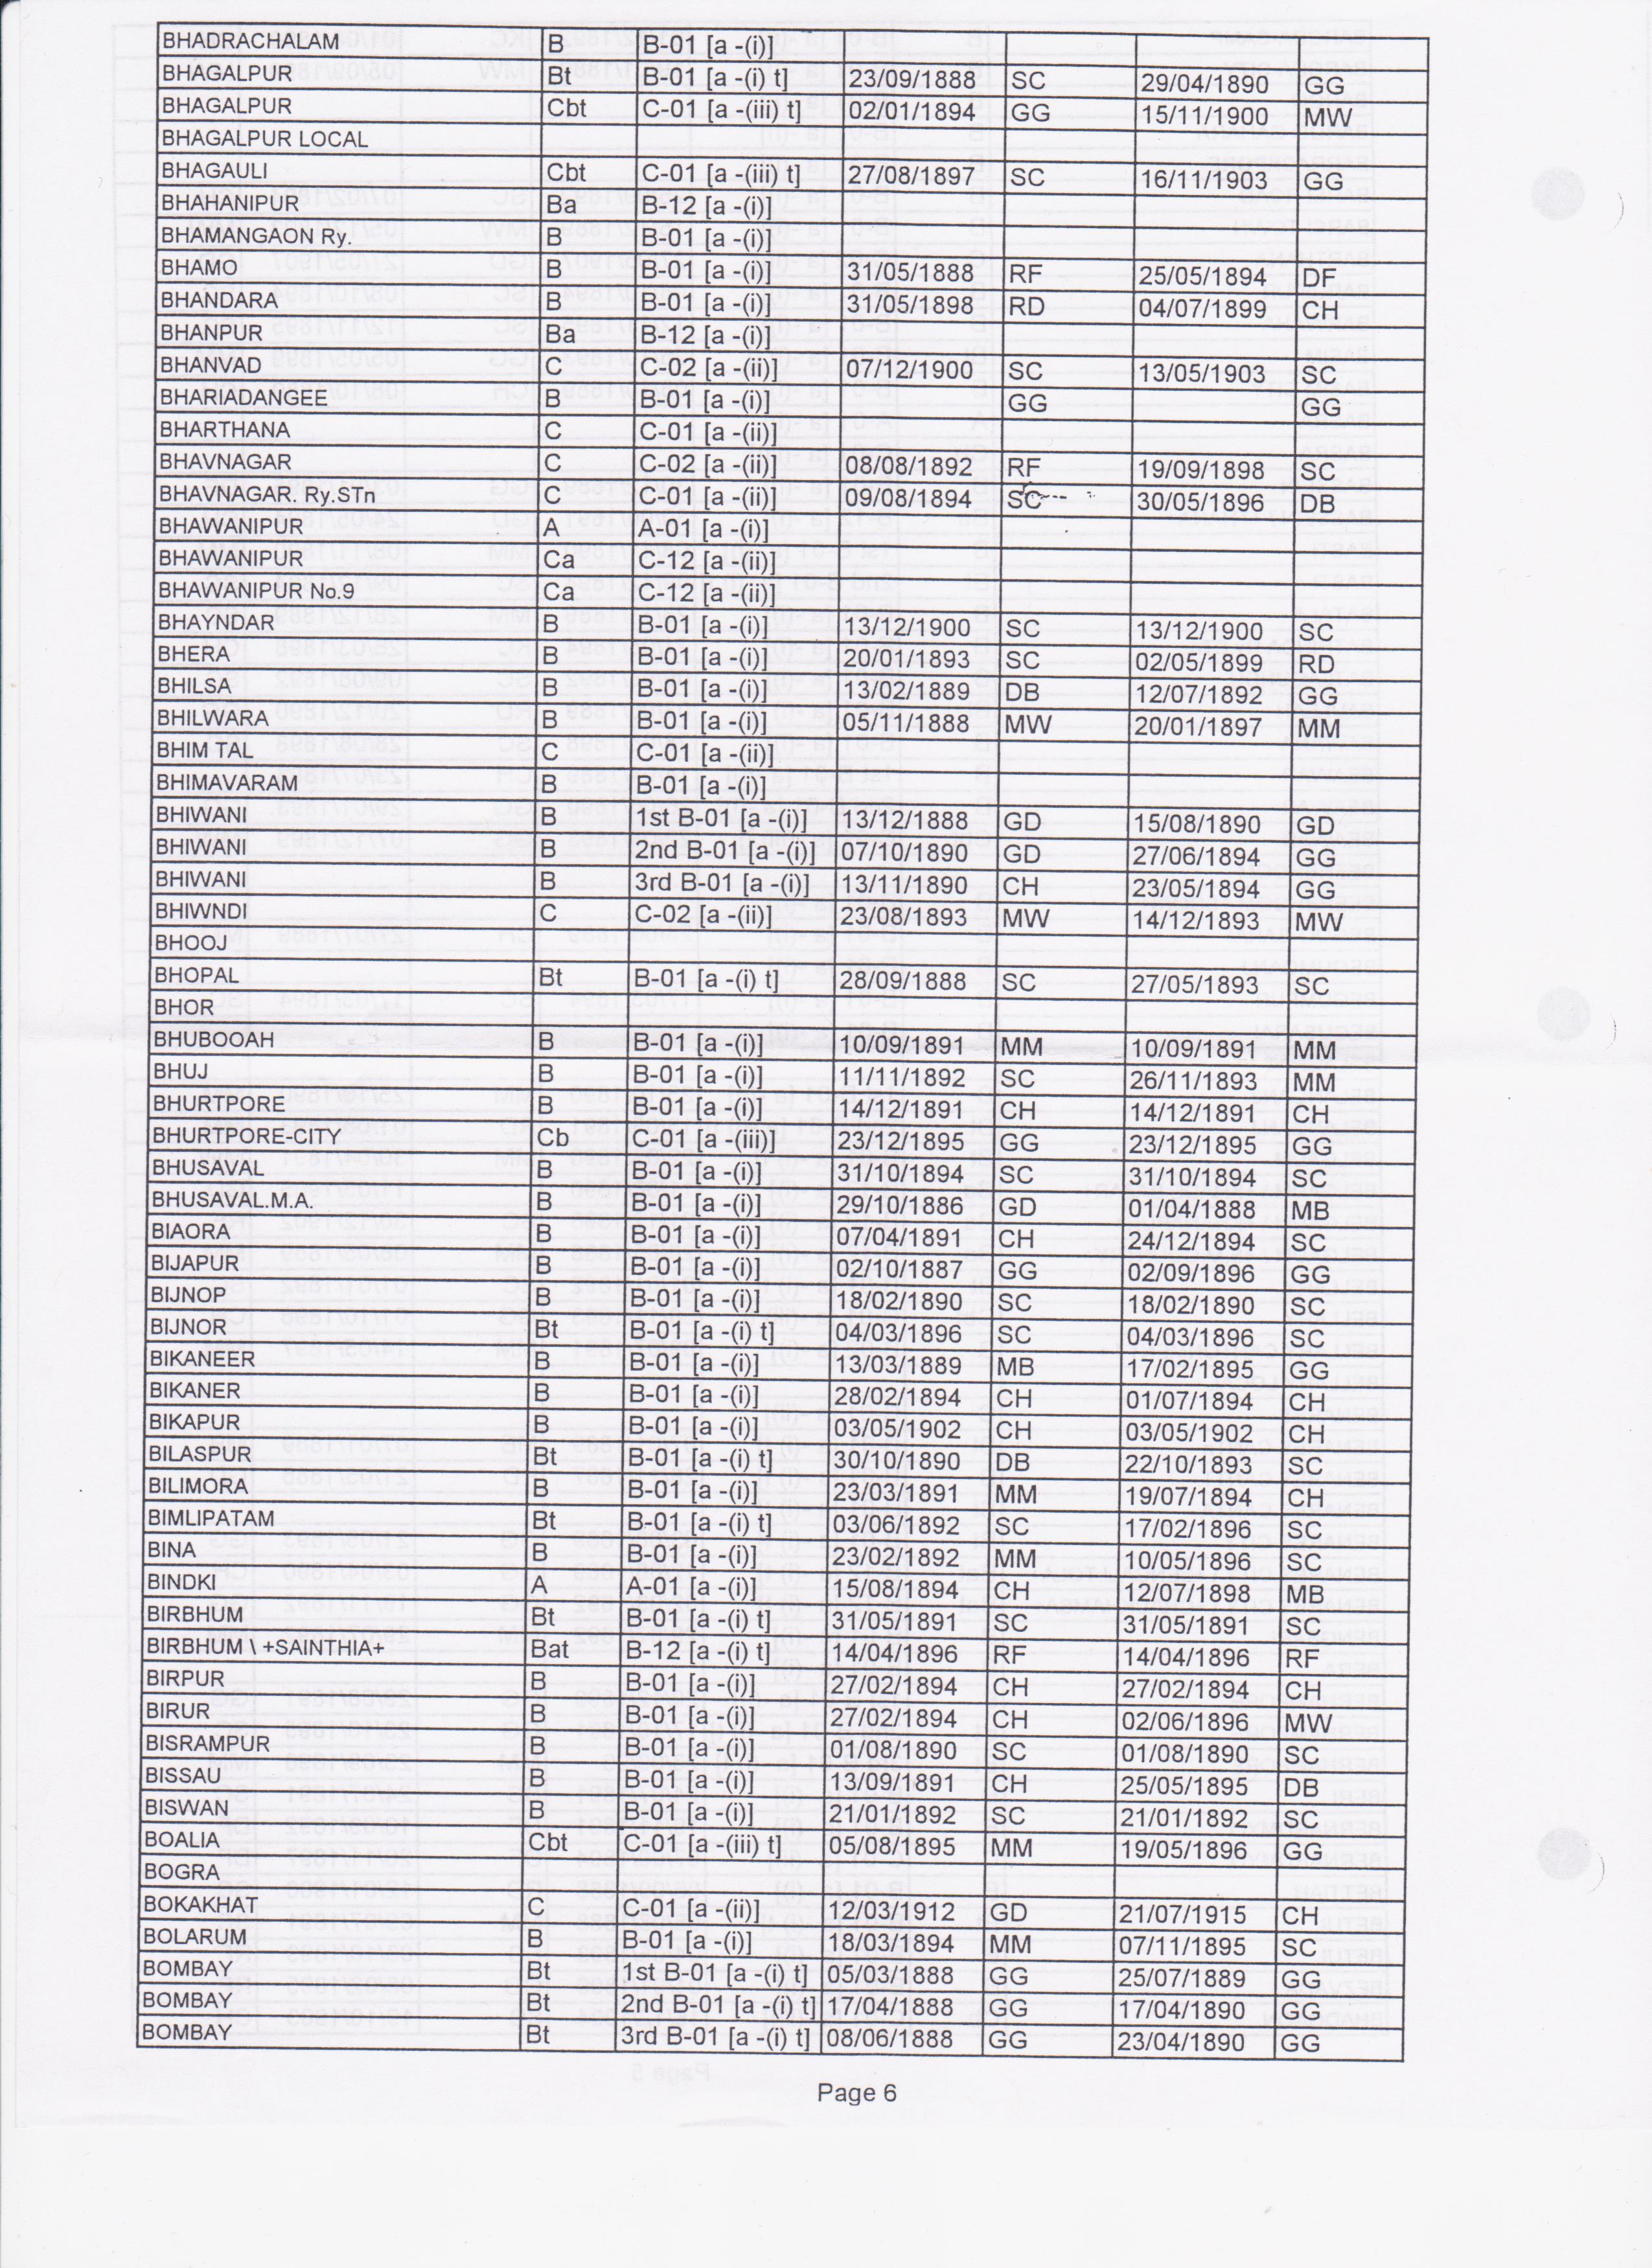 BHADRACHALAM B B-01 [a -(i)]
BHAGALPUR Bt B-01 [a -(i) t] 23/09/1888 SC 29/04/1890 GG
BHAGALPUR Cbt C-01 [a -(iii) t] 02/01/1894 GG 15/11/1900 MW
BHAGALPUR LOCAL
BHAGAULI Cbt C-01 [a -(iii) t] 27/08/1897 SC 16/11/1903 GG
BHAHANIPUR Ba B-12 [a -(i)]
BHAMANGAON Ry. B B-01 [a -(i)]
BHAMO B B-01 [a -(i)] 31/05/1888 RF 25/05/1894 DF
BHANDARA B B-01 [a -(i)] 31/05/1898 RD 04/07/1899 CH
BHANPUR Ba B-12 [a -(i)]
BHANVAD C C-02 [a -(ii)] 07/12/1900 SC 13/05/1903 SC
BHARIADANGEE B B-01 [a -(i)] GG GG
BHARTHANA C C-01 [a -(ii)]
BHAVNAGAR C C-02 [a -(ii)] 08/08/1892 RF 19/09/1898 SC
BHAVNAGAR. Ry.STn C C-01 [a -(ii)] 09/08/1894 SC 30/05/1896 DB
BHAWANIPUR A A-01 [a -(i)]
BHAWANIPUR Ca C-12 [a -(ii)]
BHAWANIPUR No.9 Ca C-12 [a -(ii)]
BHAYNDAR B B-01 [a -(i)] 13/12/1900 SC 13/12/1900 SC
BHERA B B-01 [a -(i)] 20/01/1893 SC 02/05/1899 RD
BHILSA B B-01 [a -(i)] 13/02/1889 DB 12/07/1892 GG
BHILWARA B B-01 [a -(i)] 05/11/1888 MW 20/01/1897 MM
BHIM TAL C C-01 [a -(ii)]
BHIMAVARAM B B-01 [a -(i)]
BHIWANI B 1st B-01 [a -(i)] 13/12/1888 GD 15/08/1890 GD
BHIWANI B 2nd B-01 [a -(i)] 07/10/1890 GD 27/06/1894 GG
BHIWANI B 3rd B-01 [a -(i)] 13/11/1890 CH 23/05/1894 GG
BHIWNDI C C-02 [a -(ii)] 23/08/1893 MW 14/12/1893 MW
BHOOJ
BHOPAL Bt B-01 [a -(i) t] 28/09/1888 SC 27/05/1893 SC
BHOR
BHUBOOAH B B-01 [a -(i)] 10/09/1891 MM 10/09/1891 MM
BHUJ B B-01 [a -(i)] 11/11/1892 SC 26/11/1893 MM
BHURTPORE B B-01 [a -(i)] 14/12/1891 CH 14/12/1891 CH
BHURTPORE-CITY Cb C-01 [a -(iii)] 23/12/1895 GG 23/12/1895 GG
BHUSAVAL B B-01 [a -(i)] 31/10/1894 SC 31/10/1894 SC
BHUSAVAL.M.A. B B-01 [a -(i)] 29/10/1886 GD 01/04/1888 MB
BIAORA B B-01 [a -(i)] 07/04/1891 CH 24/12/1894 SC
BIJAPUR B B-01 [a -(i)] 02/10/1887 GG 02/09/1896 GG
BIJNOP B B-01 [a -(i)] 18/02/1890 SC 18/02/1890 SC
BIJNOR Bt B-01 [a -(i) t] 04/03/1896 SC 04/03/1896 SC
BIKANEER B B-01 [a -(i)] 13/03/1889 MB 17/02/1895 GG
BIKANER B B-01 [a -(i)] 28/02/1894 CH 01/07/1894 CH
BIKAPUR B B-01 [a -(i)] 03/05/1902 CH 03/05/1902 CH
BILASPUR Bt B-01 [a -(i) t] 30/10/1890 DB 22/10/1893 SC
BILIMORA B B-01 [a -(i)] 23/03/1891 MM 19/07/1894 CH
BIMLIPATAM Bt B-01 [a -(i) t] 03/06/1892 SC 17/02/1896 SC
BINA B B-01 [a -(i)] 23/02/1892 MM 10/05/1896 SC
BINDKI A A-01 [a -(i)] 15/08/1894 CH 12/07/1898 MB
BIRBHUM Bt B-01 [a -(i) t] 31/05/1891 SC 31/05/1891 SC
BIRBHUM \ +SAINTHIA+ Bat B-12 [a -(i) t] 14/04/1896 RF 14/04/1896 RF
BIRPUR B B-01 [a -(i)] 27/02/1894 CH 27/02/1894 CH
BIRUR B B-01 [a -(i)] 27/02/1894 CH 02/06/1896 MW
BISRAMPUR B B-01 [a -(i)] 01/08/1890 SC 01/08/1890 SC
BISSAU B B-01 [a -(i)] 13/09/1891 CH 25/05/1895 DB
BISWAN B B-01 [a -(i)] 21/01/1892 SC 21/01/1892 SC
BOALIA Cbt C-01 [a -(iii) t] 05/08/1895 MM 19/05/1896 GG
BOGRA
BOKAKHAT C C-01 [a -(ii)] 12/03/1912 GD 21/07/1915 CH
BOLARUM B B-01 [a -(i)] 18/03/1894 MM 07/11/1895 SC
BOMBAY Bt 1st B-01 [a -(i) t] 05/03/1888 GG 25/07/1889 GG
BOMBAY Bt 2nd B-01 [a -(i) t] 17/04/1888 GG 17/04/1890 GG
BOMBAY Bt 3rd B-01 [a -(i) t] 08/06/1888 GG 23/04/1890 GG
Page 6